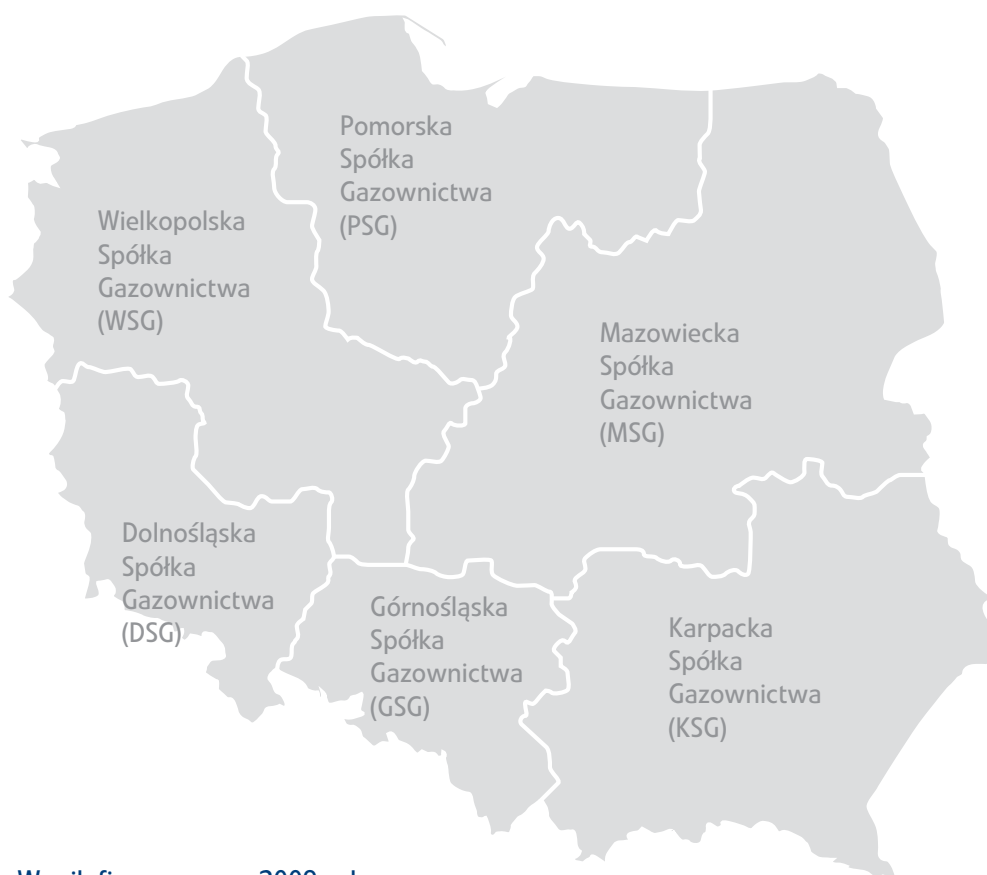 Pomorska
Spółka
Gazownictwa
(PSG)
Wielkopolska
Spółka
Gazownictwa
(WSG)
Mazowiecka
Spółka
Gazownictwa
(MSG)
Dolnośląska
Spółka
Gazownictwa
(DSG)
Górnośląska
Spółka
Gazownictwa
(GSG)
Karpacka
Spółka
Gazownictwa
(KSG)